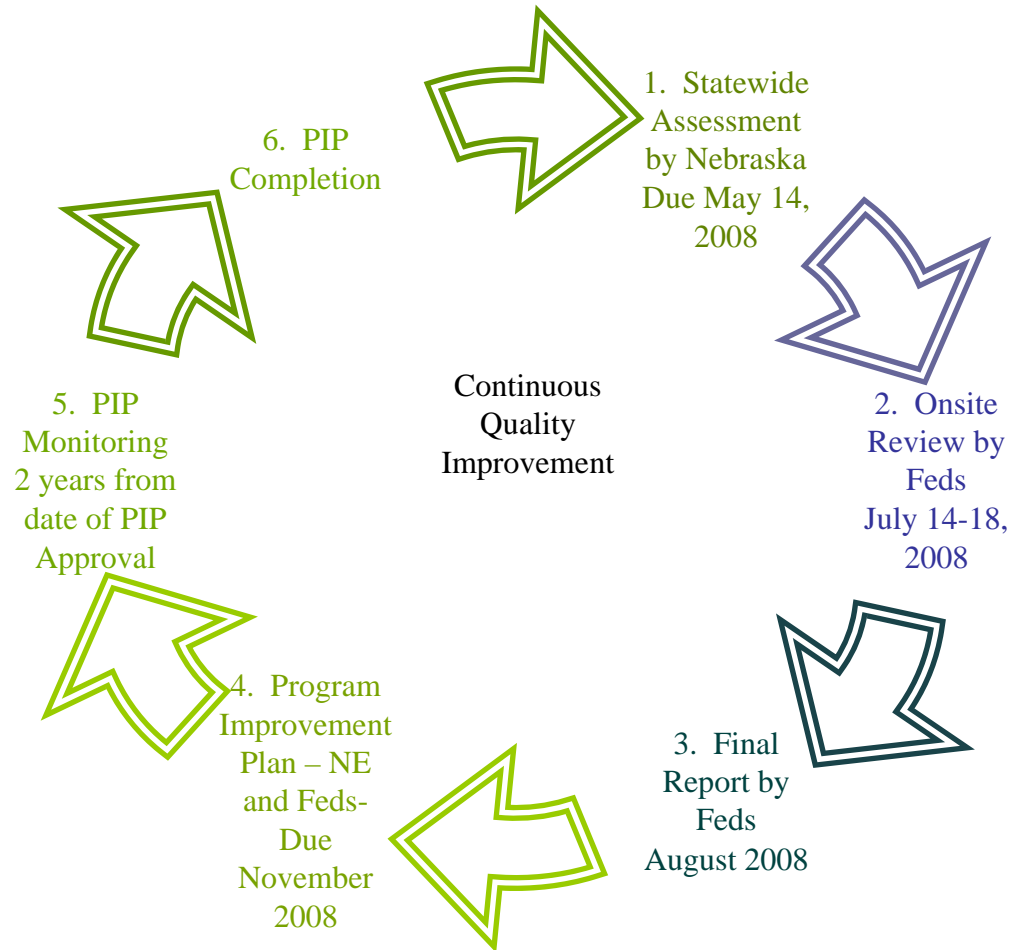 1. Statewide
Assessment
by Nebraska
Due May 14,
2008
2. Onsite
Review by
Feds
July 14-18,
2008
3. Final
Report by
Feds
August 2008
4. Program
Improvement
Plan – NE
and Feds-
Due
November
2008
5. PIP
Monitoring
2 years from
date of PIP
Approval
6. PIP
Completion
Continuous
Quality
Improvement